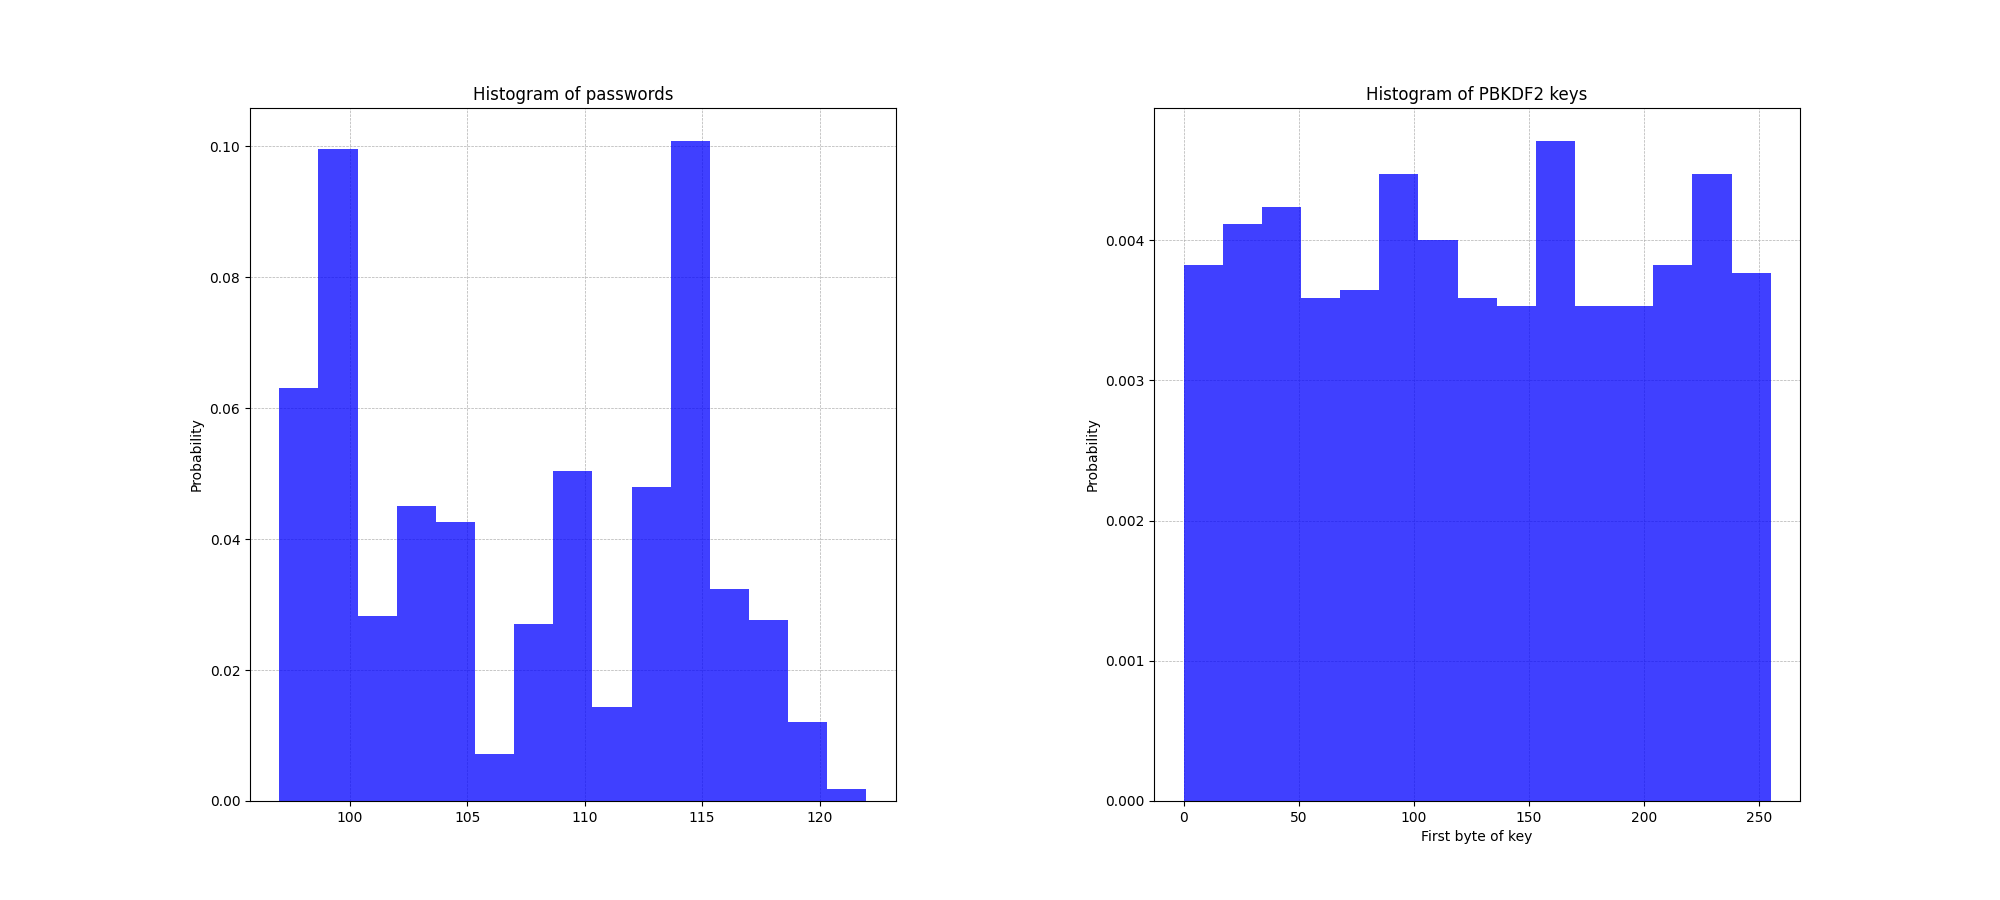 Histogram of passwords
Probability
0.10
0.08
0.06
0.04
0.02
0.00
100 105 110 115 120
Histogram of PBKDF2 keys
Probability
0.004
0.003
0.002
0.001
0.000
0 50 100 150 200 250
First byte of key